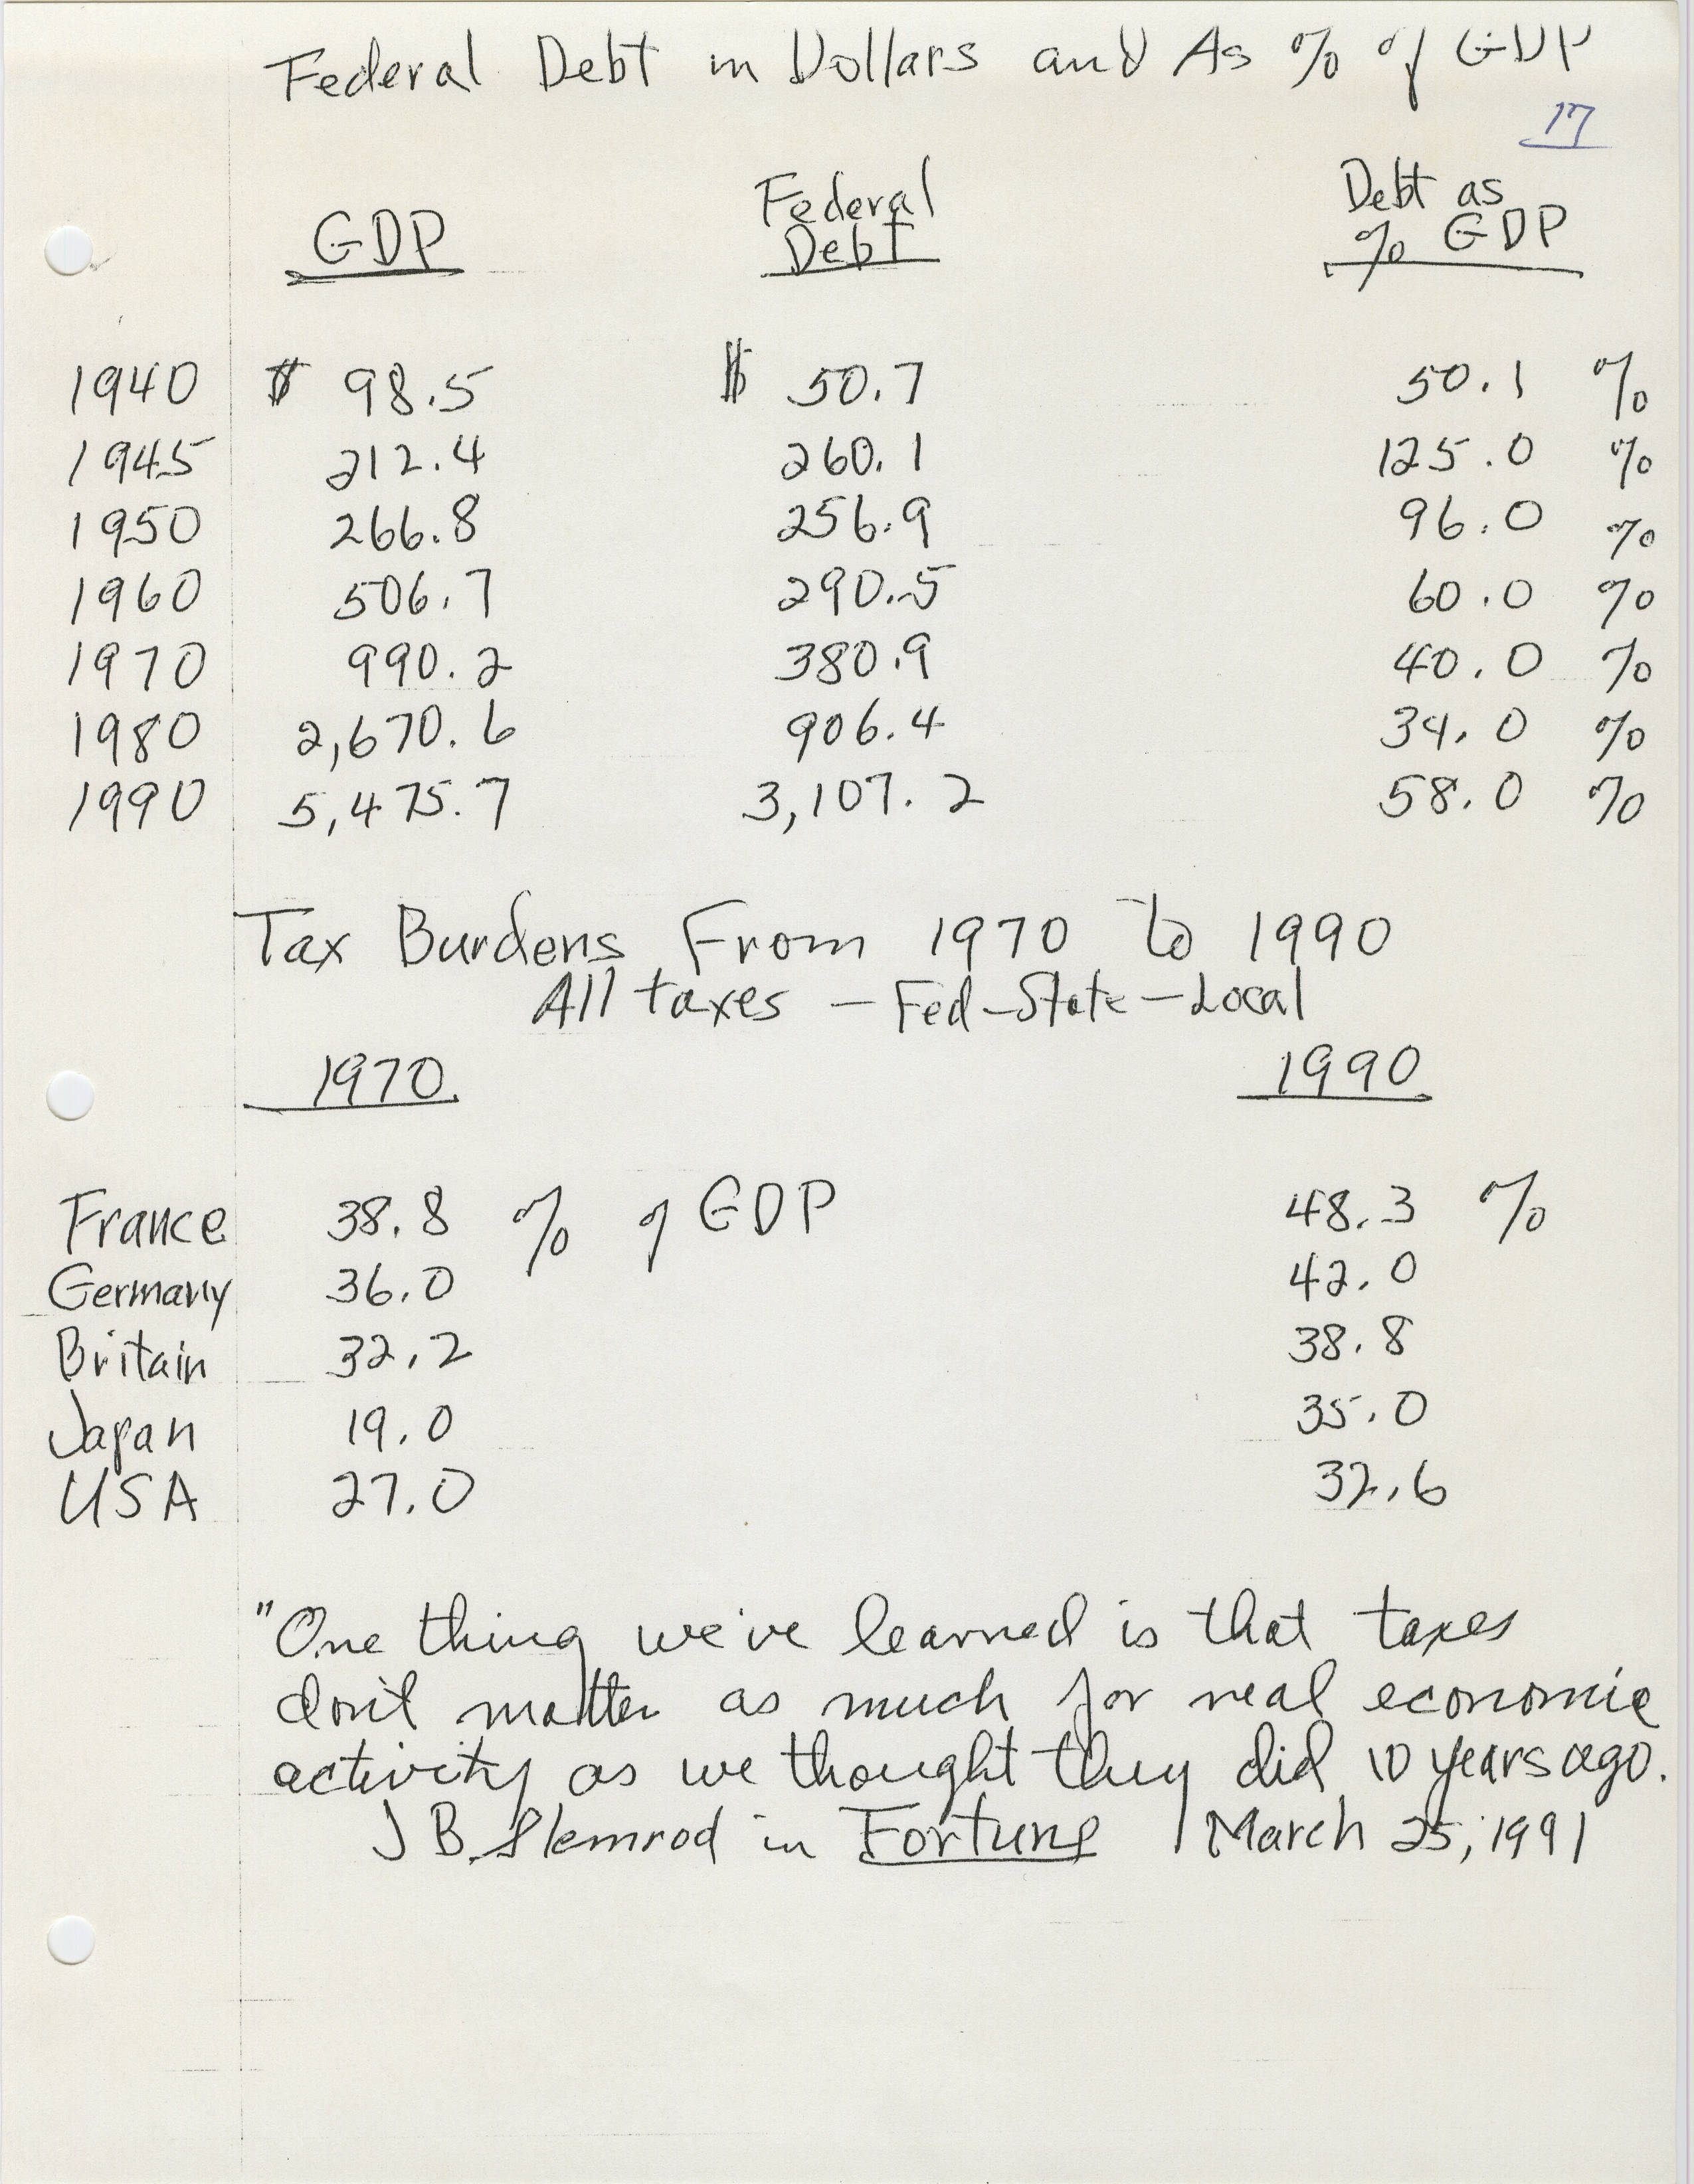 Federal Debt in Dollars and As % of GDP
17
GDP Federal Debt Debt as % GDP
1940 $ 98.5 $ 50.7 50.1 %
1945 212.4 260.1 125.0 %
1950 266.8 256.9 96.0 %
1960 506.7 290.5 60.0 %
1970 990.2 380.9 40.0 %
1980 2,670.6 906.4 34.0 %
1990 5,475.7 3,107.2 58.0 %
Tax Burdens From 1970 to 1990
All taxes – Fed–State–Local
1970 1990
France 38.8 % of GDP 48.3 %
Germany 36.0 42.0
Britain 32.2 38.8
Japan 19.0 35.0
USA 27.0 32.6
"One thing we've learned is that taxes
don't matter as much for real economic
activity as we thought they did 10 years ago.
J B. Slemrod in Fortune March 25, 1991